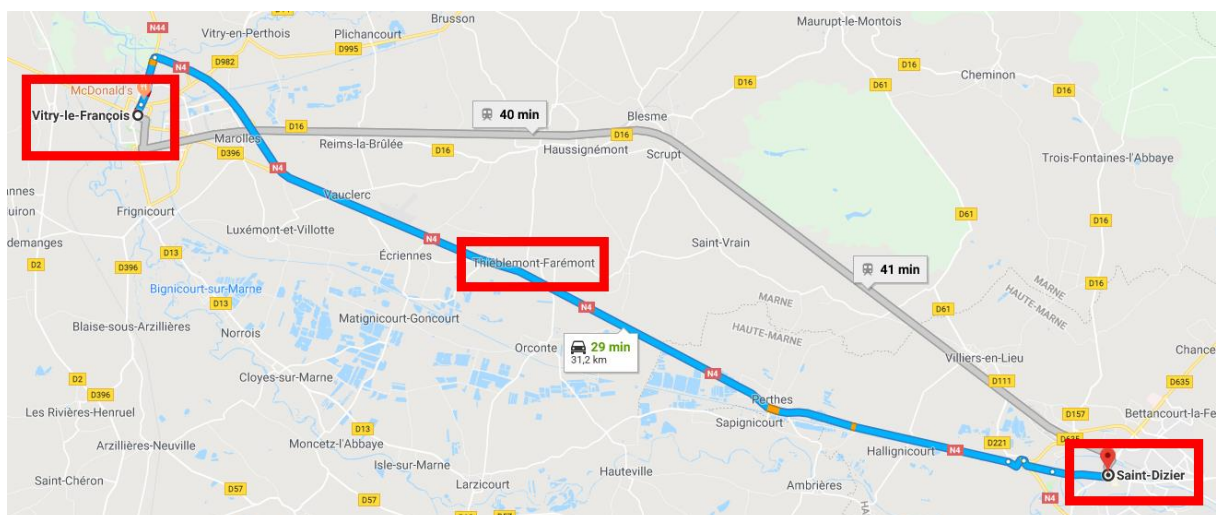 N44
Brusson
Vitry-en-Perthois
Plichancourt
Maurupt-le-Montois
D995
D982
N4
D16
D16
Cheminon
McDonald's
D16
Vitry-le-François
40 min
Blesme
D16
D16
Marolles
Reims-la-Brûlée
D16
Haussignémont
Scrupt
D396
Trois-Fontaines-l'Abbaye
N4
Vauclerc
Frignicourt
D61
D16
Luxémont-et-Villotte
demanges
D13
N4
Saint-Vrain
D2
D396
Écriennes
Thiéblemont-Farémont
41 min
Bignicourt-sur-Marne
MARNE
HAUTE-MARNE
D13
MARNE
N4
D61
Blaise-sous-Arzillières
Norrois
Matignicourt-Goncourt
HAUTE-MARNE
29 min
31,2 km
Orconte
Villiers-en-Lieu
Chance
D2
Cloyes-sur-Marne
N4
D111
D635
D396
Perthes
Les Rivières-Henruel
D13
Sapignicourt
D157
Bettancourt-la-Fe
Arzillières-Neuville
Moncetz-l'Abbaye
D221
D635
N4
Hallignicourt
Isle-sur-Marne
Hauteville
Saint-Dizier
Saint-Chéron
Larzicourt
Ambrières
D57
D57
D57
N4